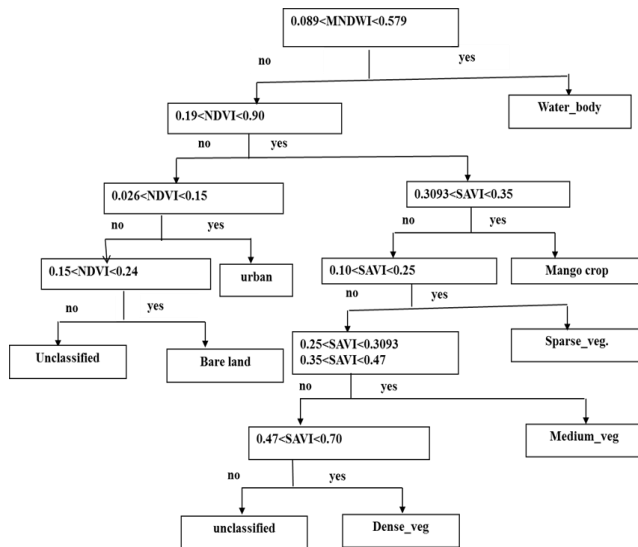 0.089<MNDWI<0.579
no
yes
0.19<NDVI<0.90
Water_body
no
yes
0.026<NDVI<0.15
0.3093<SAVI<0.35
no
yes
no
yes
0.15<NDVI<0.24
urban
0.10<SAVI<0.25
Mango crop
no
yes
no
yes
Unclassified
Bare land
0.25<SAVI<0.3093
0.35<SAVI<0.47
Sparse_veg.
no
yes
0.47<SAVI<0.70
Medium_veg
no
yes
unclassified
Dense_veg